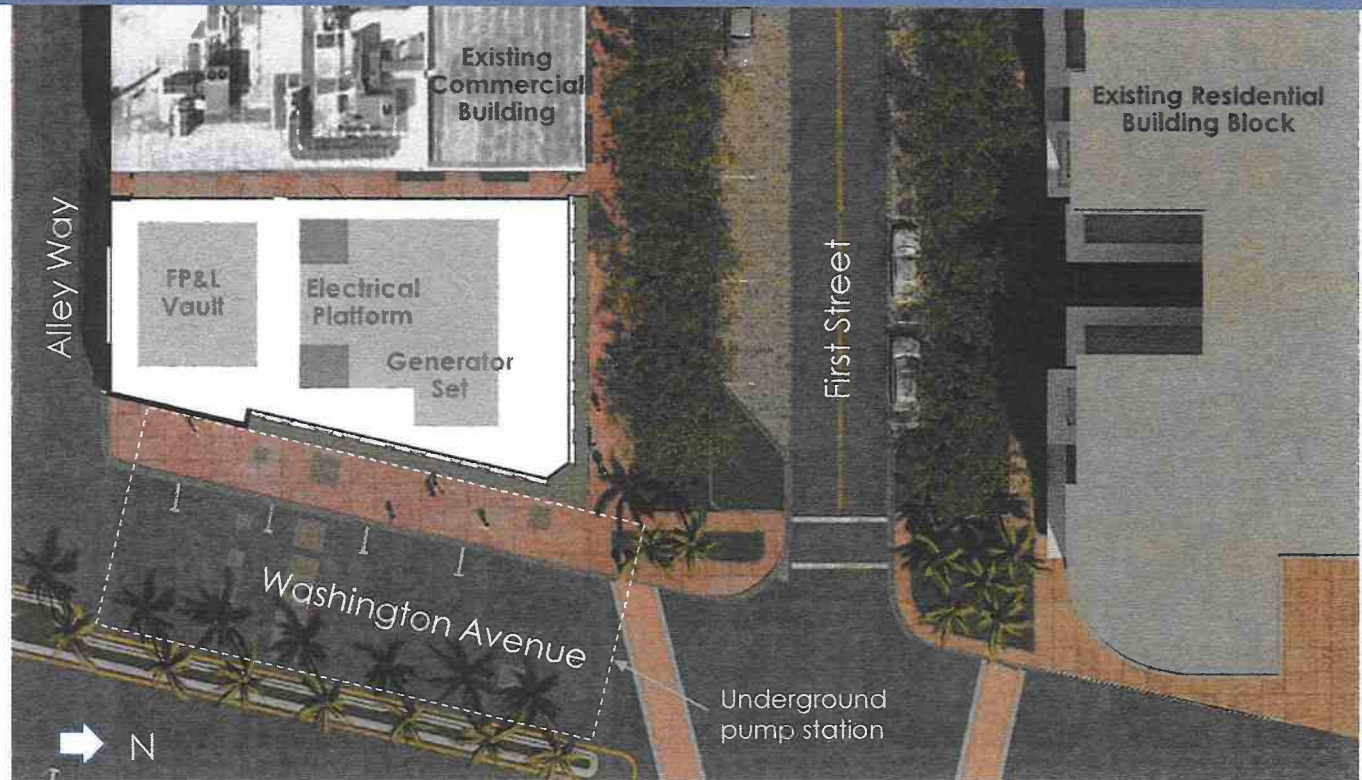 Existing
Commercial
Building
Existing Residential
Building Block
Alley Way
FP&L
Vault
Electrical
Platform
Generator
Set
First Street
Washington Avenue
Underground
pump station
N